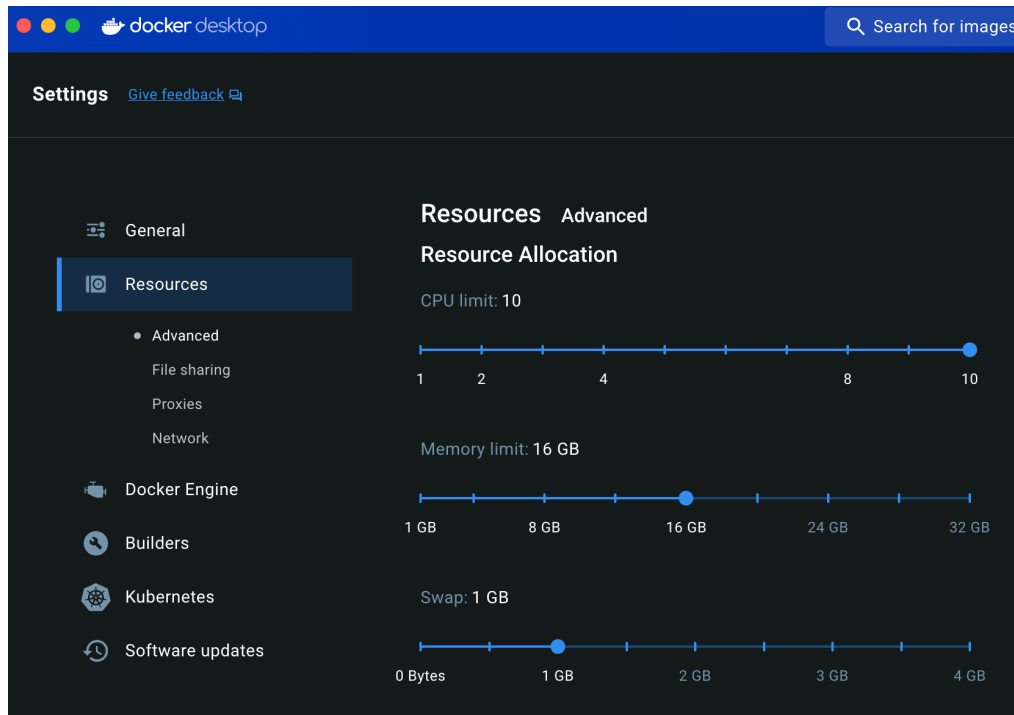 docker desktop
Search for images
Settings Give feedback
General
Resources
Advanced
File sharing
Proxies
Network
Docker Engine
Builders
Kubernetes
Software updates
Resources Advanced
Resource Allocation
CPU limit: 10
1 2 4 8 10
Memory limit: 16 GB
1 GB 8 GB 16 GB 24 GB 32 GB
Swap: 1 GB
0 Bytes 1 GB 2 GB 3 GB 4 GB